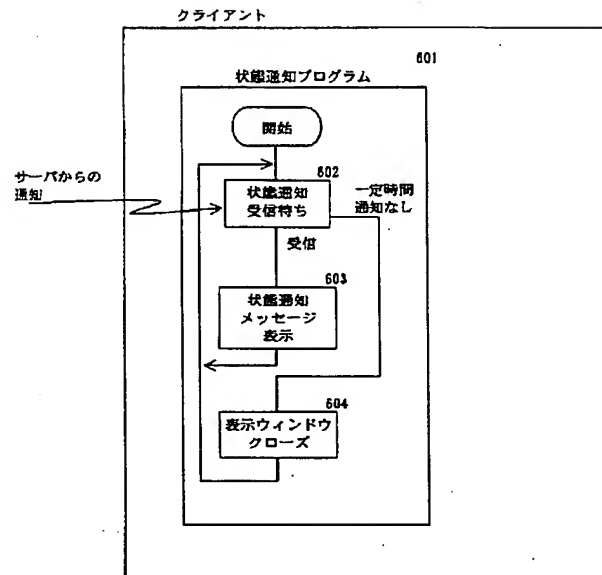 クライアント
601
状態通知プログラム
開始
サーバからの
通知
602
状態通知
受信待ち
一定時間
通知なし
受信
603
状態通知
メッセージ
表示
604
表示ウィンドウ
クローズ